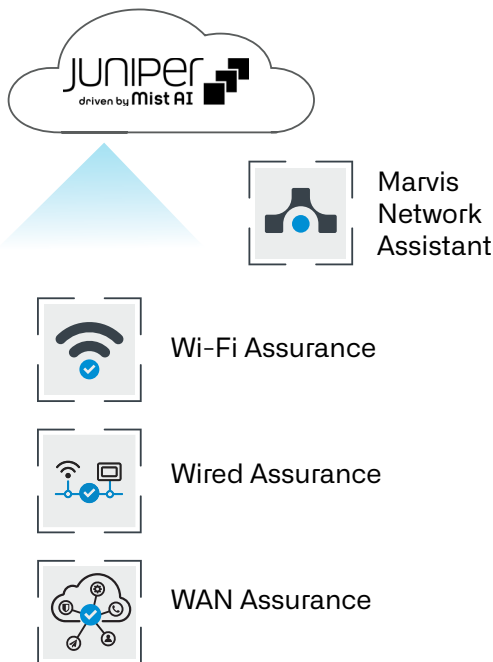 JUNIPer
driven by Mist AI
Marvis
Network
Assistant
Wi-Fi Assurance
Wired Assurance
WAN Assurance